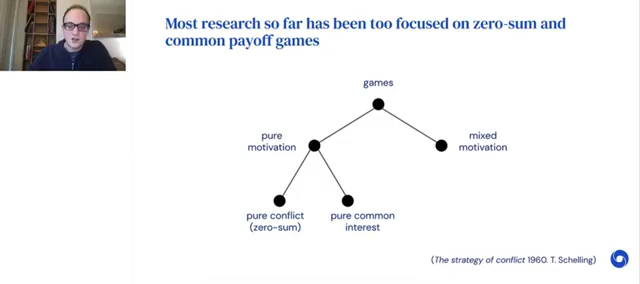 Most research so far has been too focused on zero-sum and
common payoff games
games
pure
motivation
mixed
motivation
pure conflict
(zero-sum)
pure common
interest
(The strategy of conflict 1960. T. Schelling)